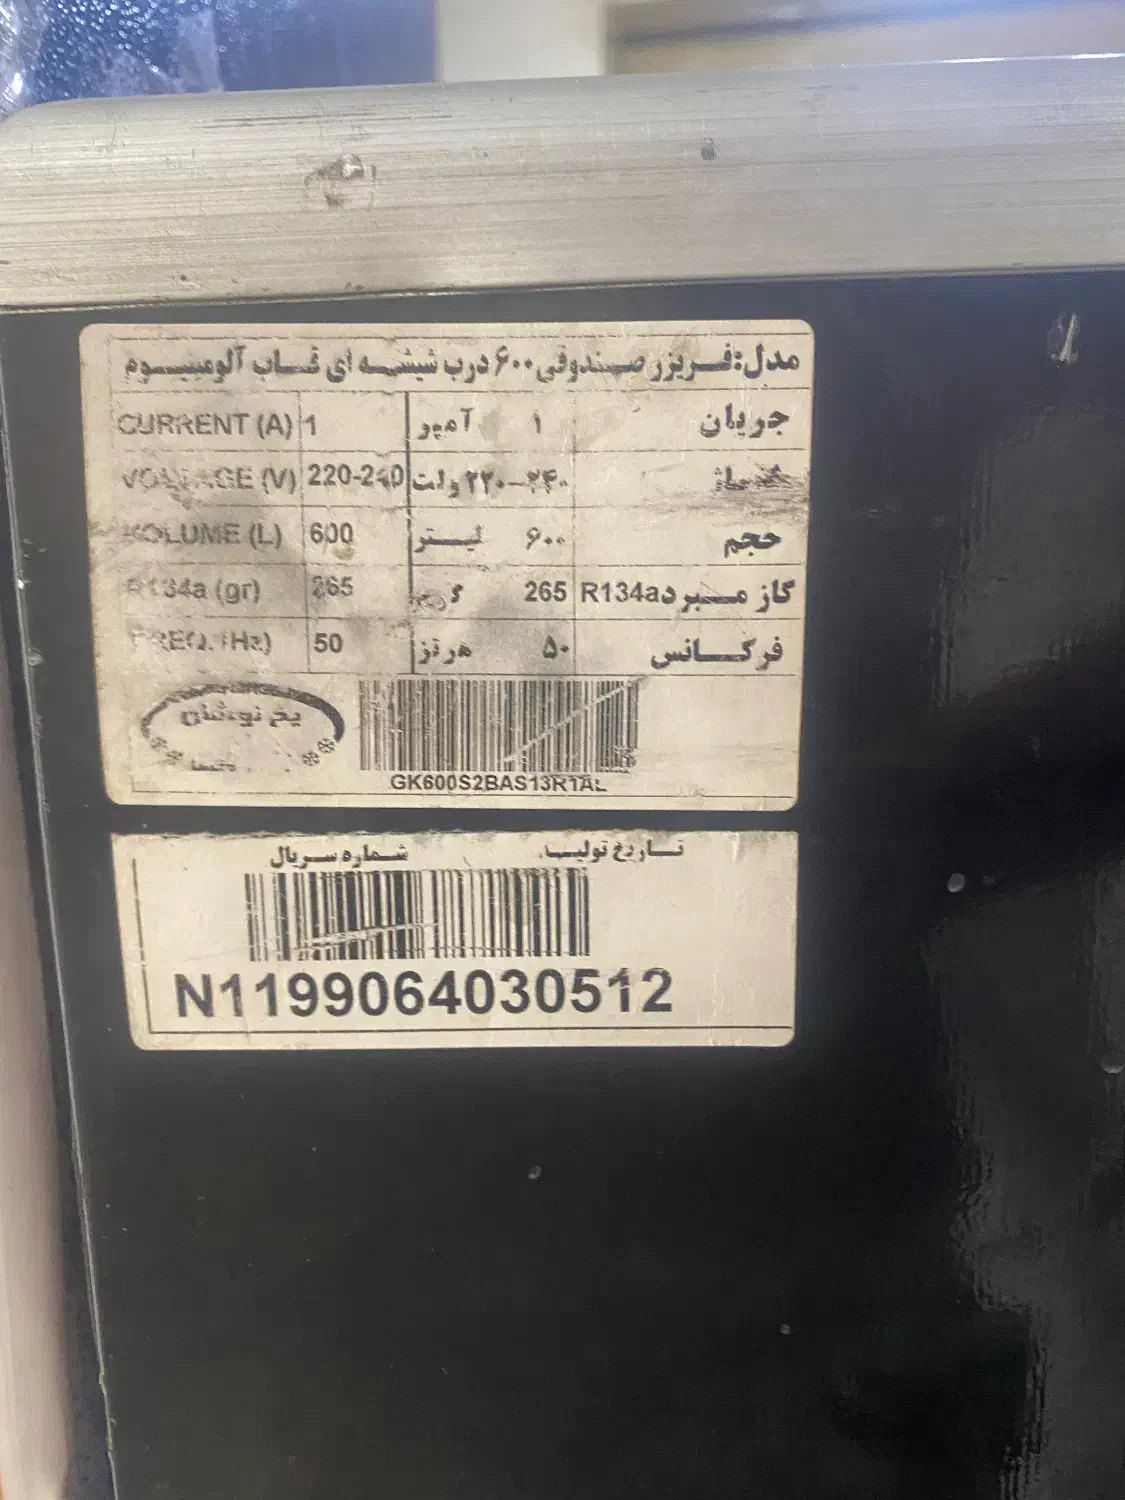 مدل: فریزر صندوقی ۶۰۰ درب شیشه ای قاب آلومینیوم
CURRENT (A) 1 آمپر ۱ جریان
VOLTAGE (V) 220-240 ولت ۲۲۰-۲۴۰
VOLUME (L) 600 لیتر ۶۰۰ حجم
R134a (gr) 265 گرم 265 گاز مبرد R134a
FREQ. (Hz) 50 هرتز ۵۰ فرکانس
یخ نوشان
GK600S2BAS13R1AL
شماره سریال تاریخ تولید
N1199064030512